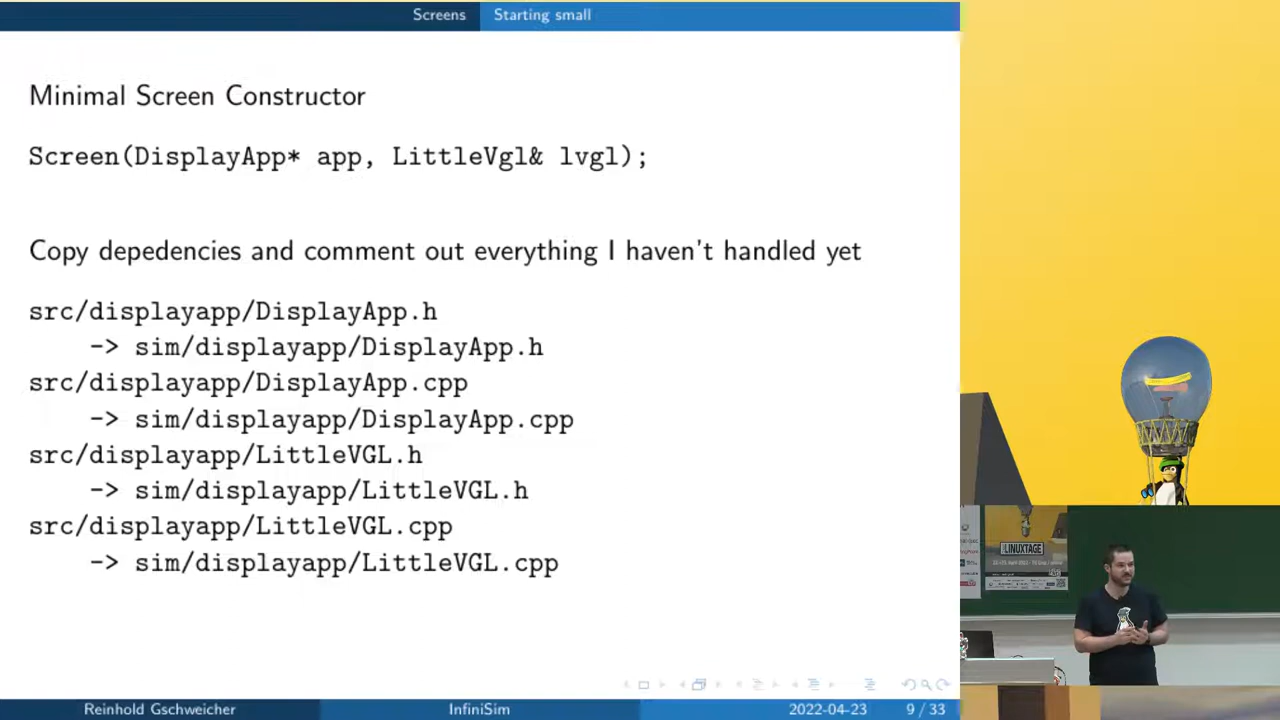 Screens Starting small
Minimal Screen Constructor
Screen(DisplayApp* app, LittleVgl& lvgl);
Copy depedencies and comment out everything I haven't handled yet
src/displayapp/DisplayApp.h
-> sim/displayapp/DisplayApp.h
src/displayapp/DisplayApp.cpp
-> sim/displayapp/DisplayApp.cpp
src/displayapp/LittleVGL.h
-> sim/displayapp/LittleVGL.h
src/displayapp/LittleVGL.cpp
-> sim/displayapp/LittleVGL.cpp
Reinhold Gschweicher InfiniSim 2022-04-23 9 / 33
LINUXTAGE